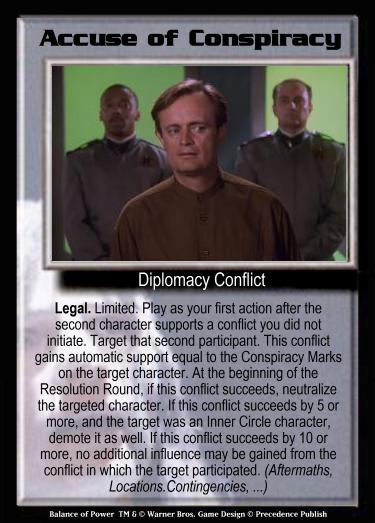 Accuse of Conspiracy
Diplomacy Conflict
Legal. Limited. Play as your first action after the
second character supports a conflict you did not
initiate. Target that second participant. This conflict
gains automatic support equal to the Conspiracy Marks
on the target character. At the beginning of the
Resolution Round, if this conflict succeeds, neutralize
the targeted character. If this conflict succeeds by 5 or
more, and the target was an Inner Circle character,
demote it as well. If this conflict succeeds by 10 or
more, no additional influence may be gained from the
conflict in which the target participated. (Aftermaths,
Locations.Contingencies, ...)
Balance of Power TM & © Warner Bros. Game Design © Precedence Publish